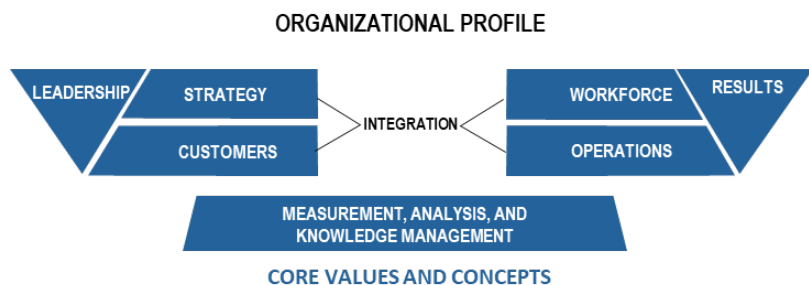 ORGANIZATIONAL PROFILE
LEADERSHIP
STRATEGY
CUSTOMERS
INTEGRATION
WORKFORCE
OPERATIONS
RESULTS
MEASUREMENT, ANALYSIS, AND
KNOWLEDGE MANAGEMENT
CORE VALUES AND CONCEPTS